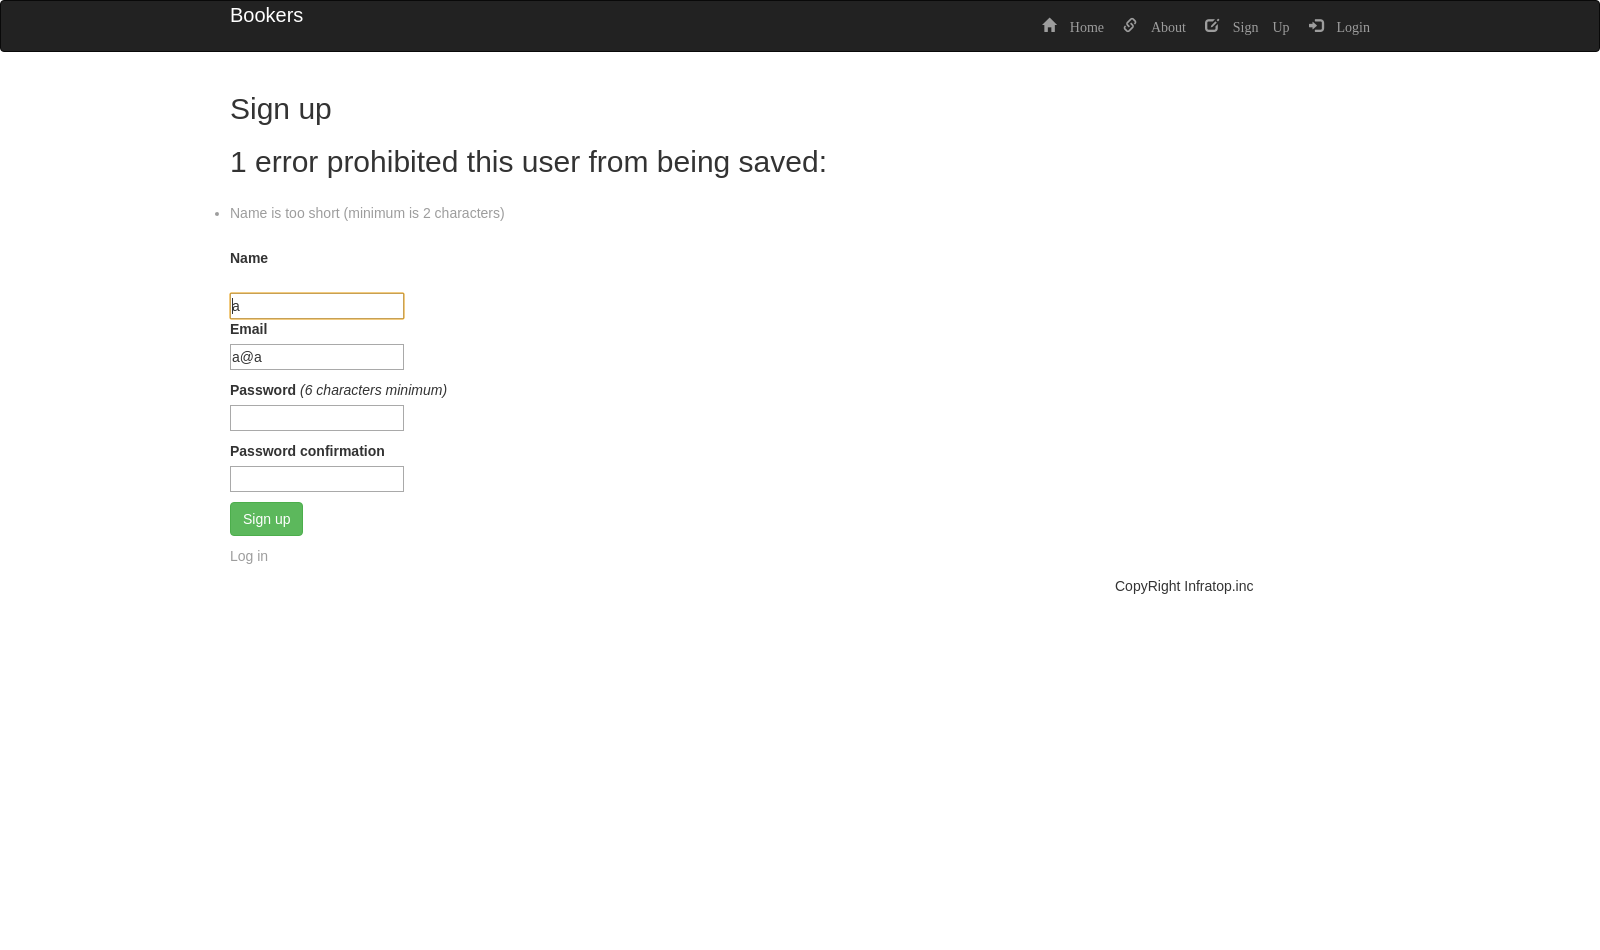 Bookers
Home About Sign Up Login
Sign up
1 error prohibited this user from being saved:
Name is too short (minimum is 2 characters)
Name
a
Email
a@a
Password (6 characters minimum)
Password confirmation
Sign up
Log in
CopyRight Infratop.inc